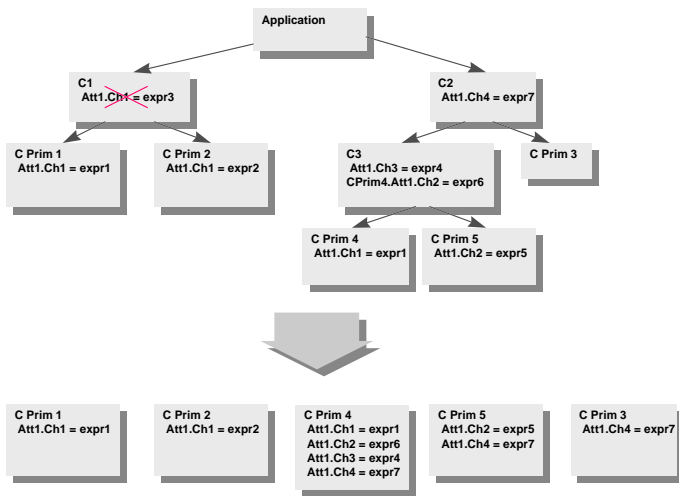 Application
C1
Att1.Ch1 = expr3
C2
Att1.Ch4 = expr7
C Prim 1
Att1.Ch1 = expr1
C Prim 2
Att1.Ch1 = expr2
C3
Att1.Ch3 = expr4
CPrim4.Att1.Ch2 = expr6
C Prim 3
C Prim 4
Att1.Ch1 = expr1
C Prim 5
Att1.Ch2 = expr5
C Prim 1
Att1.Ch1 = expr1
C Prim 2
Att1.Ch1 = expr2
C Prim 4
Att1.Ch1 = expr1
Att1.Ch2 = expr6
Att1.Ch3 = expr4
Att1.Ch4 = expr7
C Prim 5
Att1.Ch2 = expr5
Att1.Ch4 = expr7
C Prim 3
Att1.Ch4 = expr7